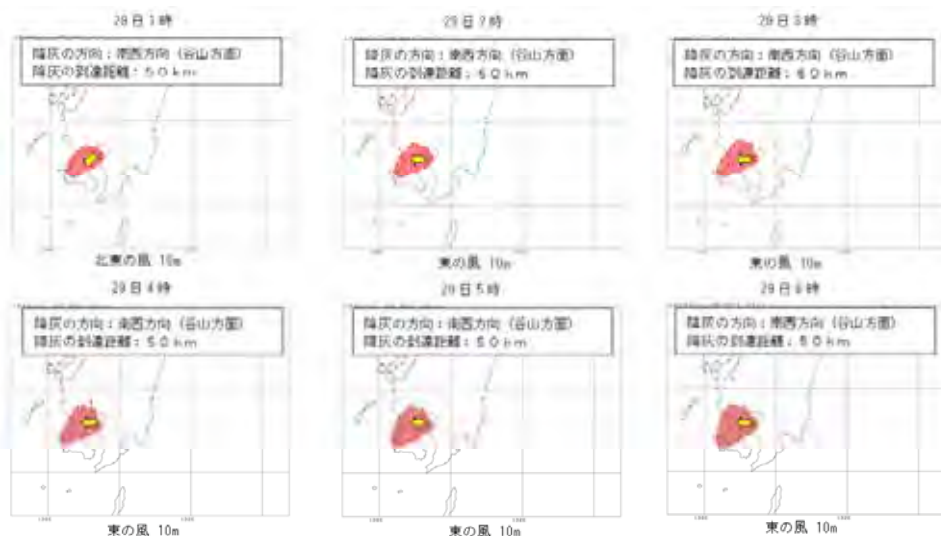 29日1時
降灰の方向：南西方向（谷山方面）
降灰の到遠距離：50km
北東の風 10m
29日2時
降灰の方向：南西方向（谷山方面）
降灰の到遠距離：60km
東の風 10m
29日3時
降灰の方向：南西方向（谷山方面）
降灰の到遠距離：60km
東の風 10m
29日4時
降灰の方向：南西方向（谷山方面）
降灰の到遠距離：50km
東の風 10m
29日5時
降灰の方向：南西方向（谷山方面）
降灰の到遠距離：50km
東の風 10m
29日6時
降灰の方向：南西方向（谷山方面）
降灰の到遠距離：50km
東の風 10m